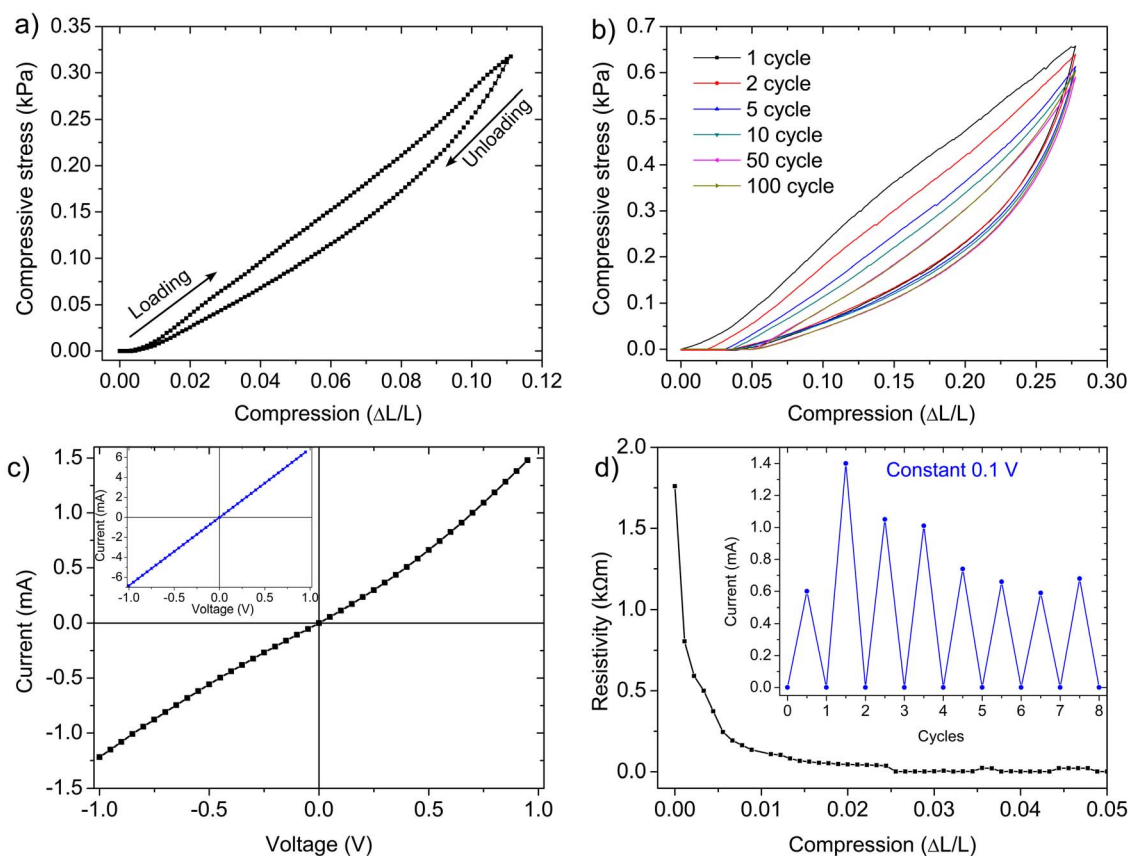 a)
0.35
0.30
0.25
0.20
0.15
0.10
0.05
0.00
Compressive stress (kPa)
Loading
Unloading
0.00 0.02 0.04 0.06 0.08 0.10 0.12
Compression (ΔL/L)
b)
0.7
0.6
0.5
0.4
0.3
0.2
0.1
0.0
Compressive stress (kPa)
1 cycle
2 cycle
5 cycle
10 cycle
50 cycle
100 cycle
0.00 0.05 0.10 0.15 0.20 0.25 0.30
Compression (ΔL/L)
c)
1.5
1.0
0.5
0.0
-0.5
-1.0
-1.5
Current (mA)
6
4
2
0
-2
-4
-6
Current (mA)
-1.0 -0.5 0.0 0.5 1.0
Voltage (V)
-1.0 -0.5 0.0 0.5 1.0
Voltage (V)
d)
2.0
1.5
1.0
0.5
0.0
Resistivity (kΩm)
Constant 0.1 V
1.4
1.2
1.0
0.8
0.6
0.4
0.2
0.0
Current (mA)
0 1 2 3 4 5 6 7 8
Cycles
0.00 0.01 0.02 0.03 0.04 0.05
Compression (ΔL/L)